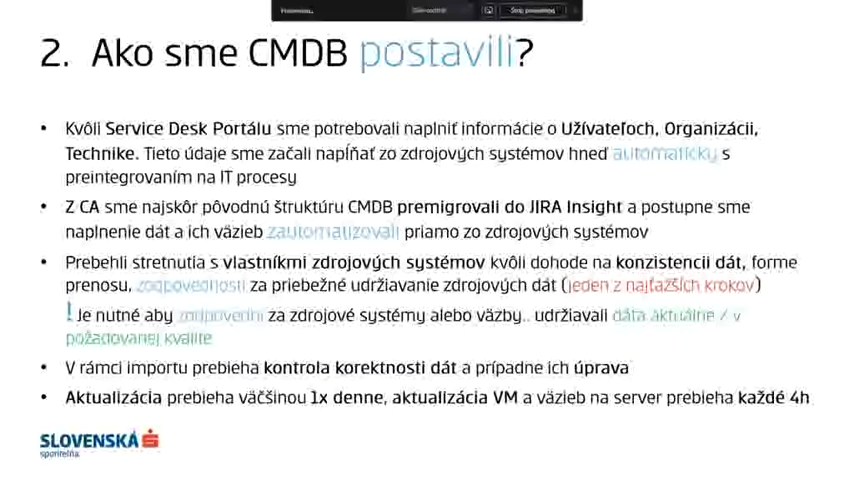 2. Ako sme CMDB postavili?
• Kvôli Service Desk Portálu sme potrebovali naplniť informácie o Užívateľoch, Organizácii,
Technike. Tieto údaje sme začali napĺňať zo zdrojových systémov hneď automaticky s
preintegrovaním na IT procesy
• Z CA sme najskôr pôvodnú štruktúru CMDB premigrovali do JIRA Insight a postupne sme
naplnenie dát a ich väzieb zautomatizovali priamo zo zdrojových systémov
• Prebehli stretnutia s vlastníkmi zdrojových systémov kvôli dohode na konzistencii dát, forme
prenosu, zodpovednosti za priebežné udržiavanie zdrojových dát (jeden z najťažších krokov)
! Je nutné aby zodpovední za zdrojové systémy alebo väzby.. udržiavali dáta aktuálne / v
požadovanej kvalite
• V rámci importu prebieha kontrola korektnosti dát a prípadne ich úprava
• Aktualizácia prebieha väčšinou 1x denne, aktualizácia VM a väzieb na server prebieha každé 4h
SLOVENSKÁ
sporiteľňa